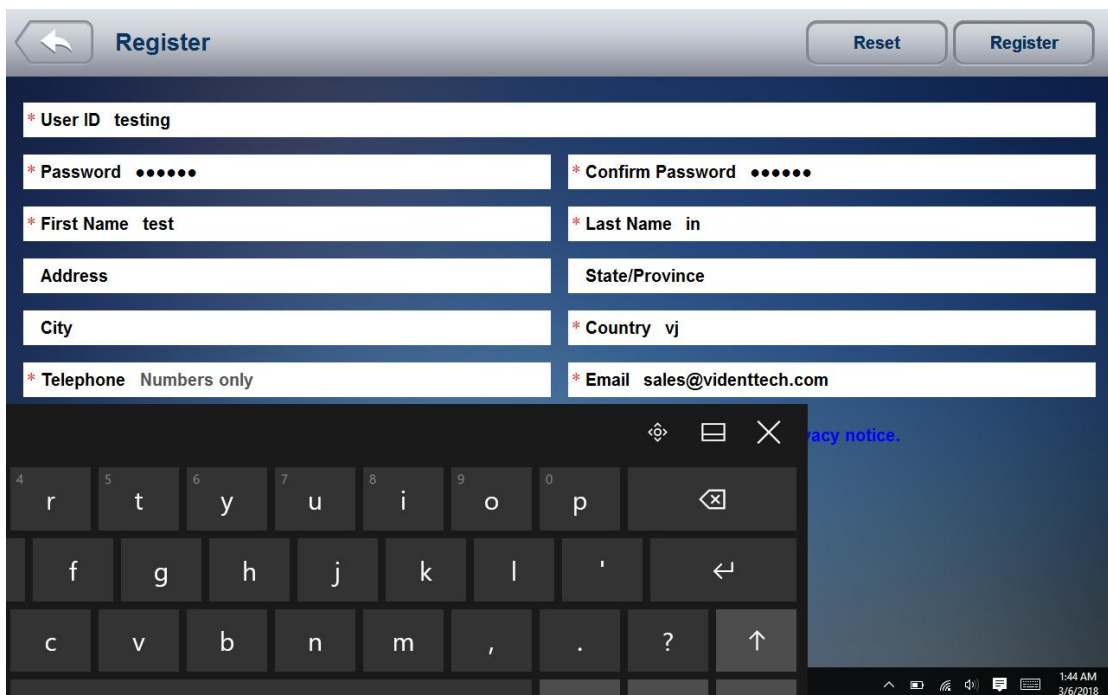 Register Reset Register
* User ID testing
* Password ●●●●●● * Confirm Password ●●●●●●
* First Name test * Last Name in
Address State/Province
City * Country vj
* Telephone Numbers only * Email sales@videnttech.com
notice.
4 r 5 t 6 y 7 u 8 i 9 o 0 p
f g h j k l '
c v b n m , . ?
1:44 AM
3/6/2018